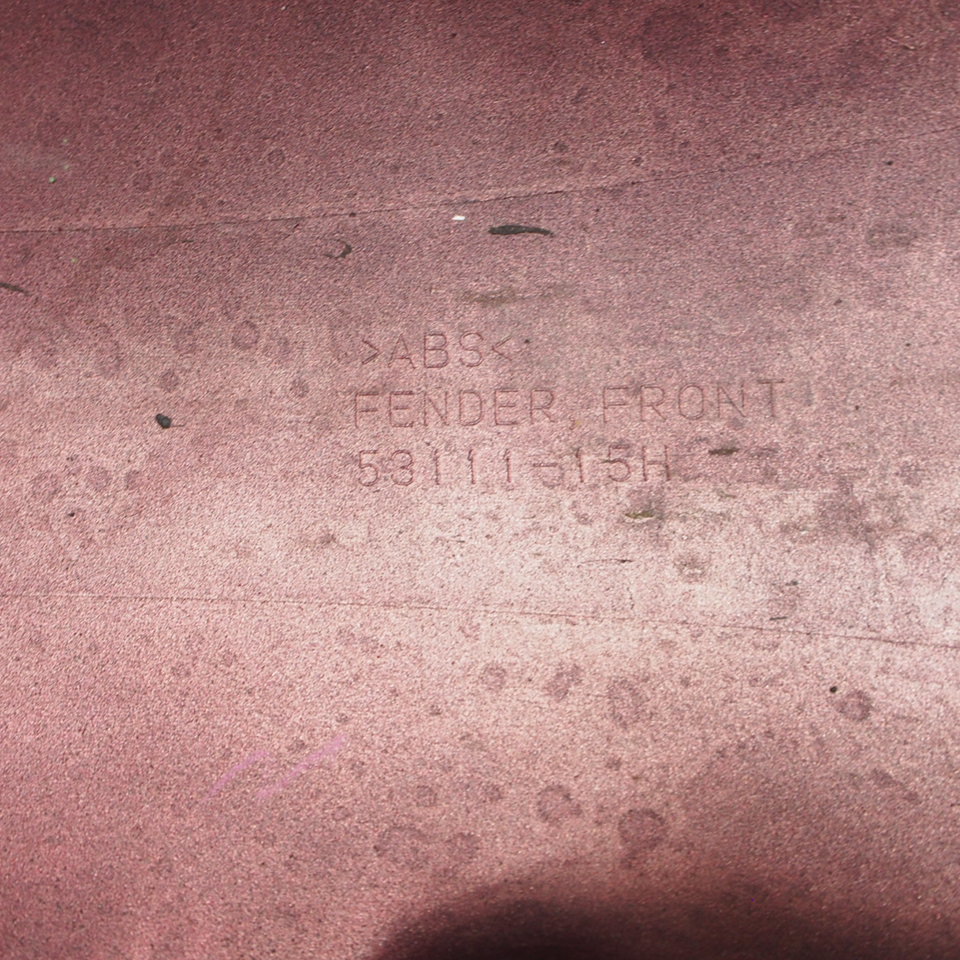 >ABS<
FENDER, FRONT
53111-15H